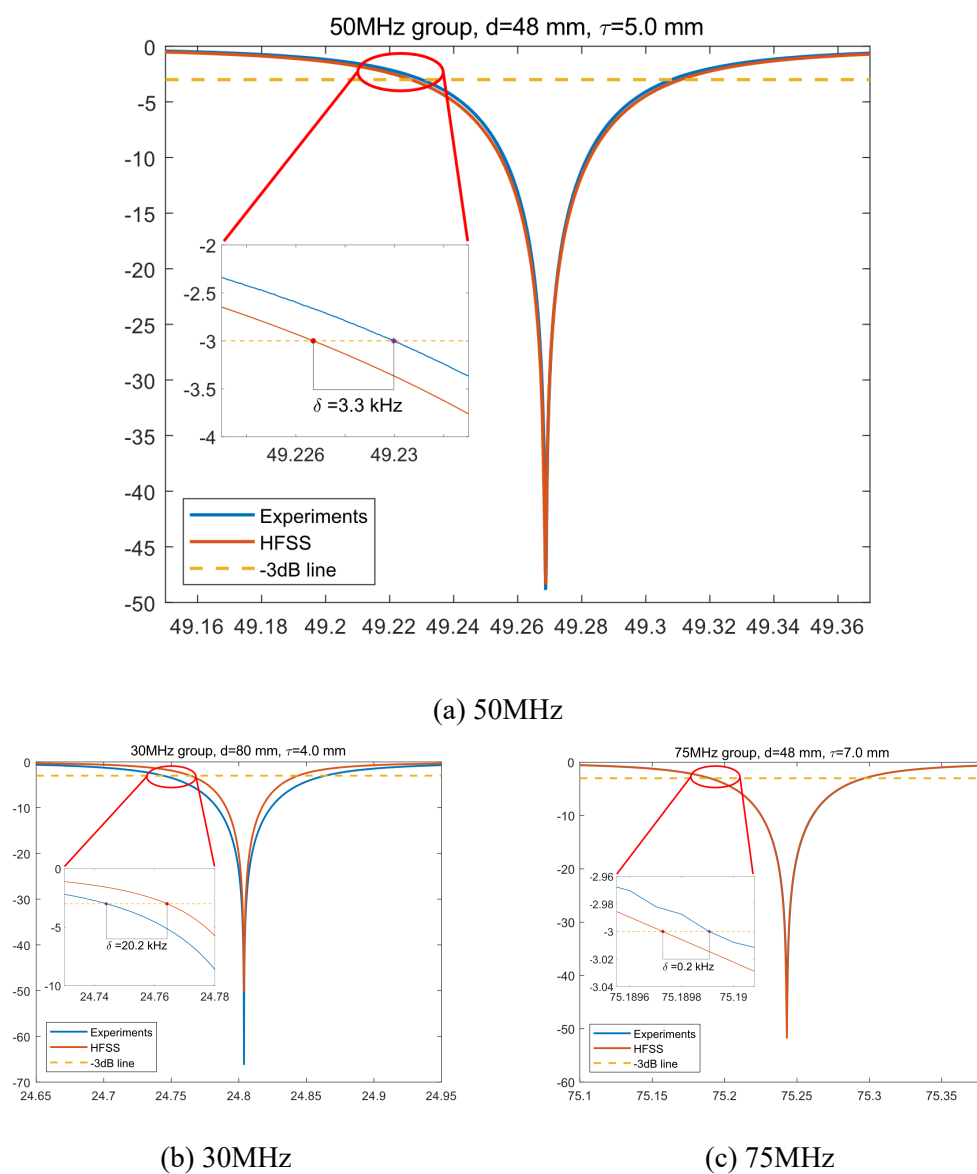 50MHz group, d=48 mm, τ=5.0 mm
0
-5
-10
-15
-20
-25
-30
-35
-40
-45
-50
-2
-2.5
-3
-3.5
-4
δ =3.3 kHz
49.226 49.23
Experiments
HFSS
-3dB line
49.16 49.18 49.2 49.22 49.24 49.26 49.28 49.3 49.32 49.34 49.36
(a) 50MHz
30MHz group, d=80 mm, τ=4.0 mm
0
-10
-20
-30
-40
-50
-60
-70
0
-5
-10
δ =20.2 kHz
24.74 24.76 24.78
Experiments
HFSS
-3dB line
24.65 24.7 24.75 24.8 24.85 24.9 24.95
(b) 30MHz
75MHz group, d=48 mm, τ=7.0 mm
0
-10
-20
-30
-40
-50
-60
-2.96
-2.98
-3
-3.02
-3.04
δ =0.2 kHz
75.1896 75.1898 75.19
Experiments
HFSS
-3dB line
75.1 75.15 75.2 75.25 75.3 75.35
(c) 75MHz